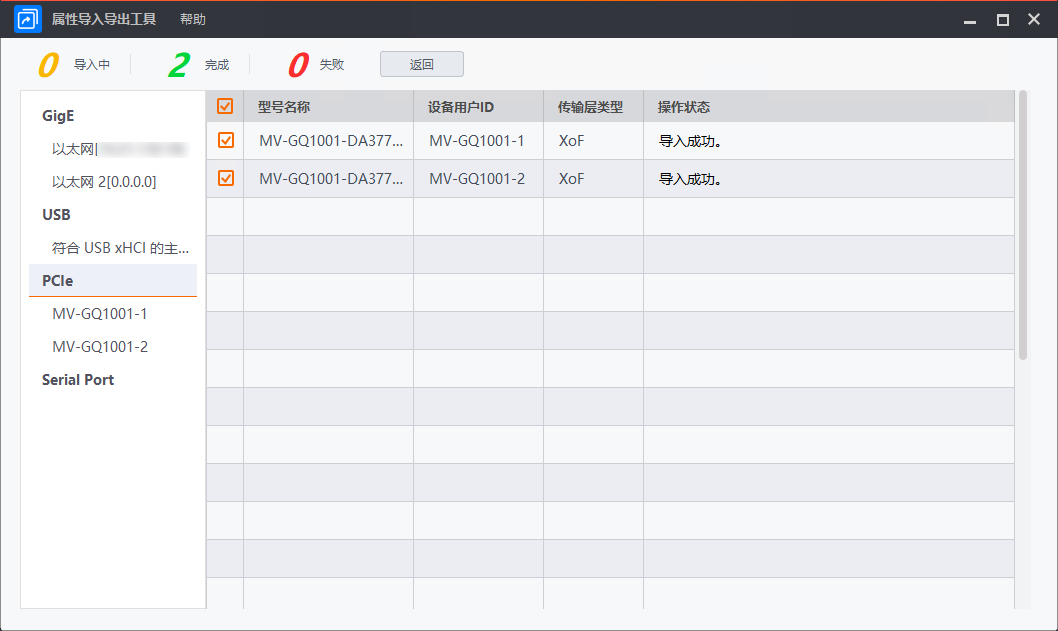 属性导入导出工具 帮助
0 导入中 2 完成 0 失败 返回
GigE
以太网[
以太网 2[0.0.0.0]
USB
符合 USB xHCI 的主...
PCIe
MV-GQ1001-1
MV-GQ1001-2
Serial Port
型号名称 设备用户ID 传输层类型 操作状态
MV-GQ1001-DA377... MV-GQ1001-1 XoF 导入成功。
MV-GQ1001-DA377... MV-GQ1001-2 XoF 导入成功。